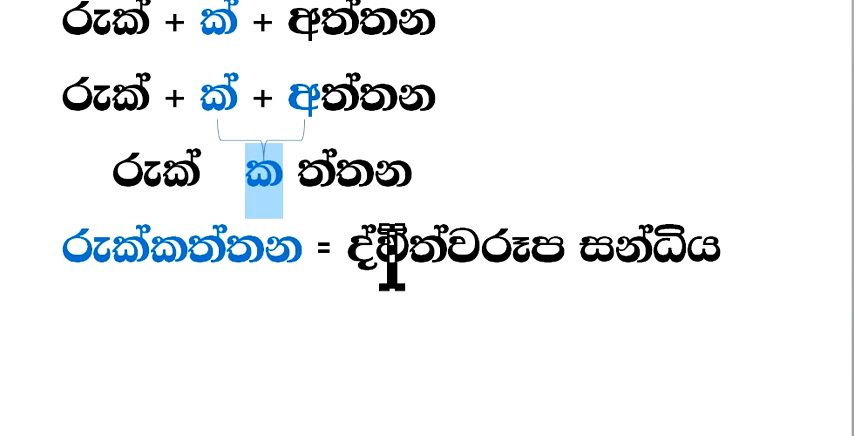 රුක් + ක් + අත්තන
රුක් + ක් + අත්තන
රුක් ක ත්තන
රුක්කත්තන = ද්විත්වරූප සන්ධිය